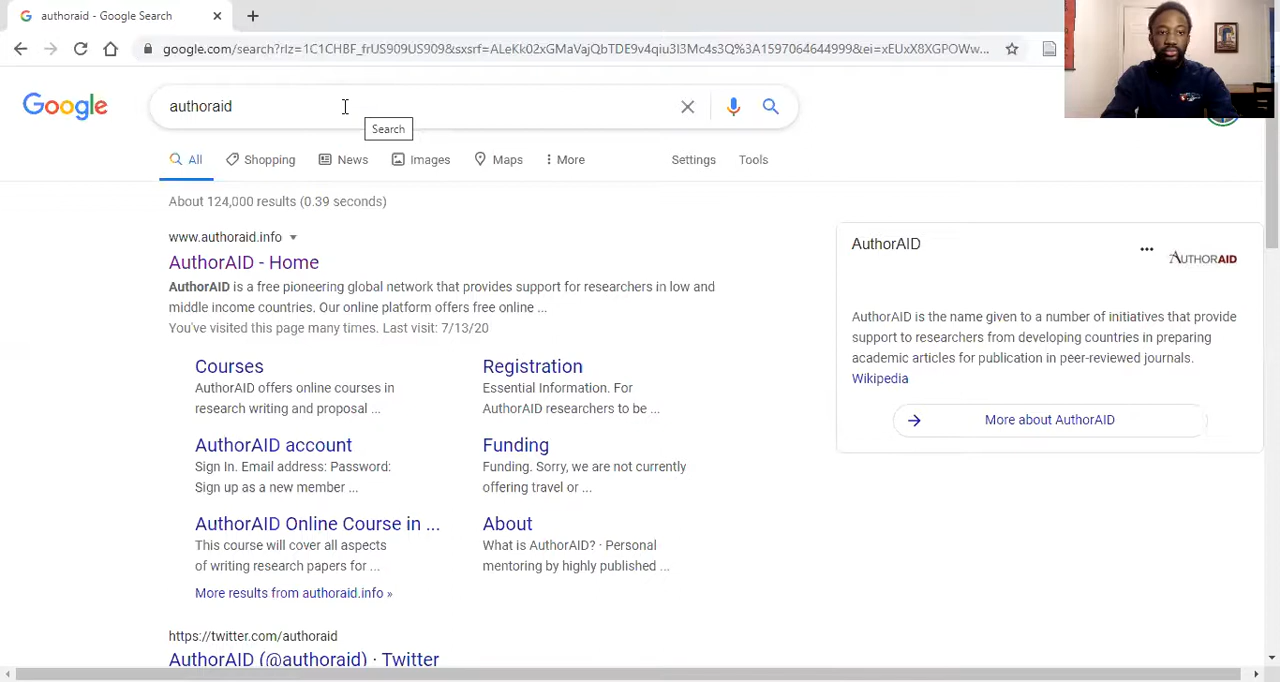 authoraid - Google Search
google.com/search?rlz=1C1CHBF_frUS909US909&sxsrf=ALeKk02xGMaVajQbTDE9v4qiu3I3Mc4s3Q%3A1597064644999&ei=xEUxX8XGPOWw...
Google
authoraid
Search
All
Shopping
News
Images
Maps
More
Settings
Tools
About 124,000 results (0.39 seconds)
www.authoraid.info
AuthorAID - Home
AuthorAID is a free pioneering global network that provides support for researchers in low and
middle income countries. Our online platform offers free online ...
You've visited this page many times. Last visit: 7/13/20
Courses
AuthorAID offers online courses in
research writing and proposal ...
Registration
Essential Information. For
AuthorAID researchers to be ...
AuthorAID account
Sign In. Email address: Password:
Sign up as a new member ...
Funding
Funding. Sorry, we are not currently
offering travel or ...
AuthorAID Online Course in ...
This course will cover all aspects
of writing research papers for ...
About
What is AuthorAID? · Personal
mentoring by highly published ...
More results from authoraid.info »
https://twitter.com/authoraid
AuthorAID (@authoraid) · Twitter
AuthorAID
AUTHORAID
AuthorAID is the name given to a number of initiatives that provide
support to researchers from developing countries in preparing
academic articles for publication in peer-reviewed journals.
Wikipedia
More about AuthorAID